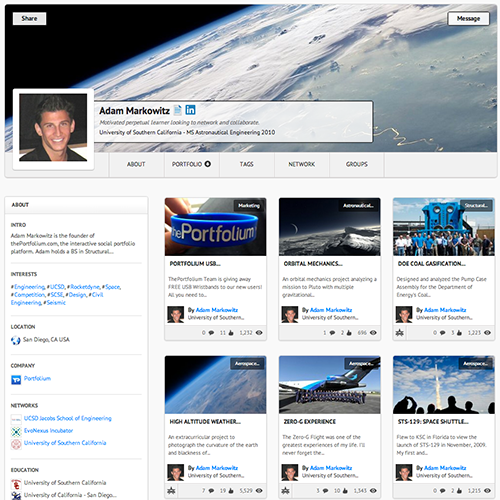 Share
Message
Adam Markowitz
Motivated perpetual learner looking to network and collaborate.
University of Southern California - MS Astronautical Engineering 2010
ABOUT
PORTFOLIO
TAGS
NETWORK
GROUPS
ABOUT
INTRO
Adam Markowitz is the founder of
thePortfolium.com, the interactive social portfolio
platform. Adam holds a BS in Structural...
INTERESTS
#Engineering, #UCSD, #Rocketdyne, #Space,
#Competition, #SCSE, #Design, #Civil
Engineering, #Seismic
LOCATION
San Diego, CA USA
COMPANY
Portfolium
NETWORKS
UCSD Jacobs School of Engineering
EvoNexus Incubator
University of Southern California
EDUCATION
University of Southern California
University of California - San Diego...
Marketing
thePortfolium
PORTFOLIUM USB...
ThePortfolium Team is giving away
FREE USB Wristbands to our new users!
As you need to...
By Adam Markowitz
University of Southern...
0 11 1,232
Astronautical...
ORBITAL MECHANICS...
An orbital mechanics project analyzing a
mission to Pluto with multiple
gravitational...
By Adam Markowitz
University of Southern...
1 2 696
Structural...
DOE COAL GASIFICATION...
Designed and analyzed the Pump Case
Assembly for the Department of
Energy's Coal...
By Adam Markowitz
University of Southern...
0 3 1,223
Aerospace...
HIGH ALTITUDE WEATHER...
An extracurricular project to
photograph the curvature of the earth
and blackness of...
By Adam Markowitz
University of Southern...
7 19 5,529
Aerospace...
ZERO-G EXPERIENCE
The Zero-G Flight was one of the
greatest experiences of my life. I'll
never forget the...
By Adam Markowitz
University of Southern...
3 10 1,343
Aerospace...
STS-129: SPACE SHUTTLE...
Flew to KSC in Florida to view the
launch of STS-129 in November, 2009.
My first and...
By Adam Markowitz
University of Southern...
0 6 1,215